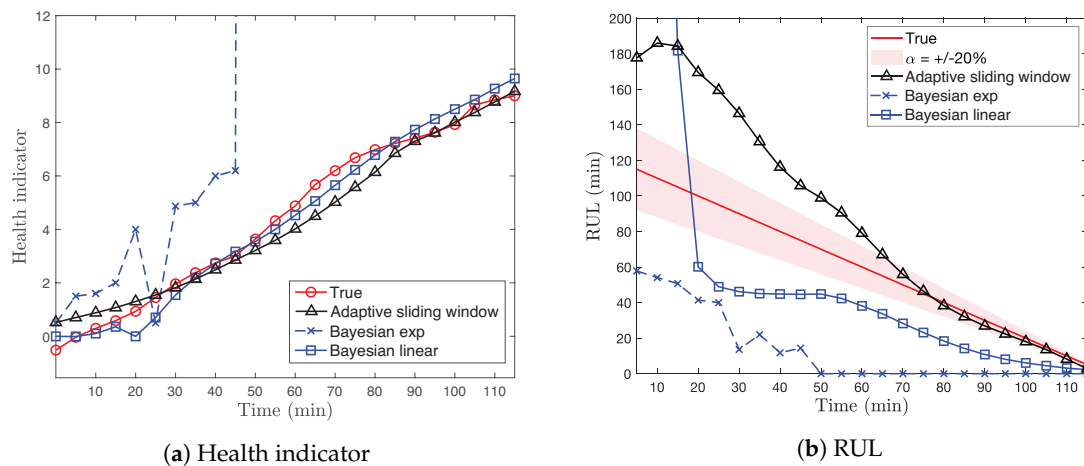 12
10
8
6
4
2
0
Health indicator
True
Adaptive sliding window
Bayesian exp
Bayesian linear
10 20 30 40 50 60 70 80 90 100 110
Time (min)
(a) Health indicator
200
180
160
140
120
100
80
60
40
20
0
RUL (min)
True
α = +/-20%
Adaptive sliding window
Bayesian exp
Bayesian linear
10 20 30 40 50 60 70 80 90 100 110
Time (min)
(b) RUL